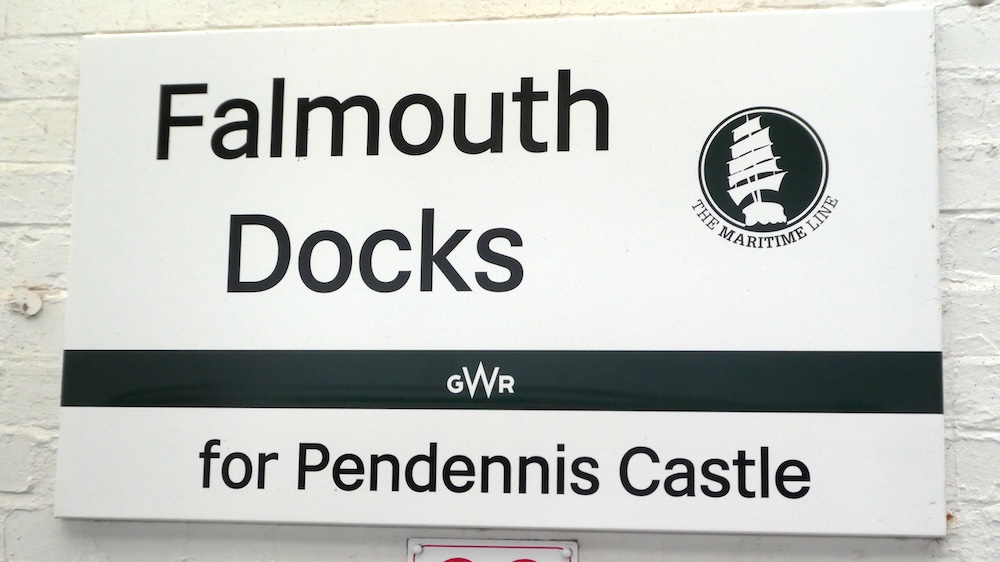 Falmouth
Docks
THE MARITIME LINE
GWR
for Pendennis Castle